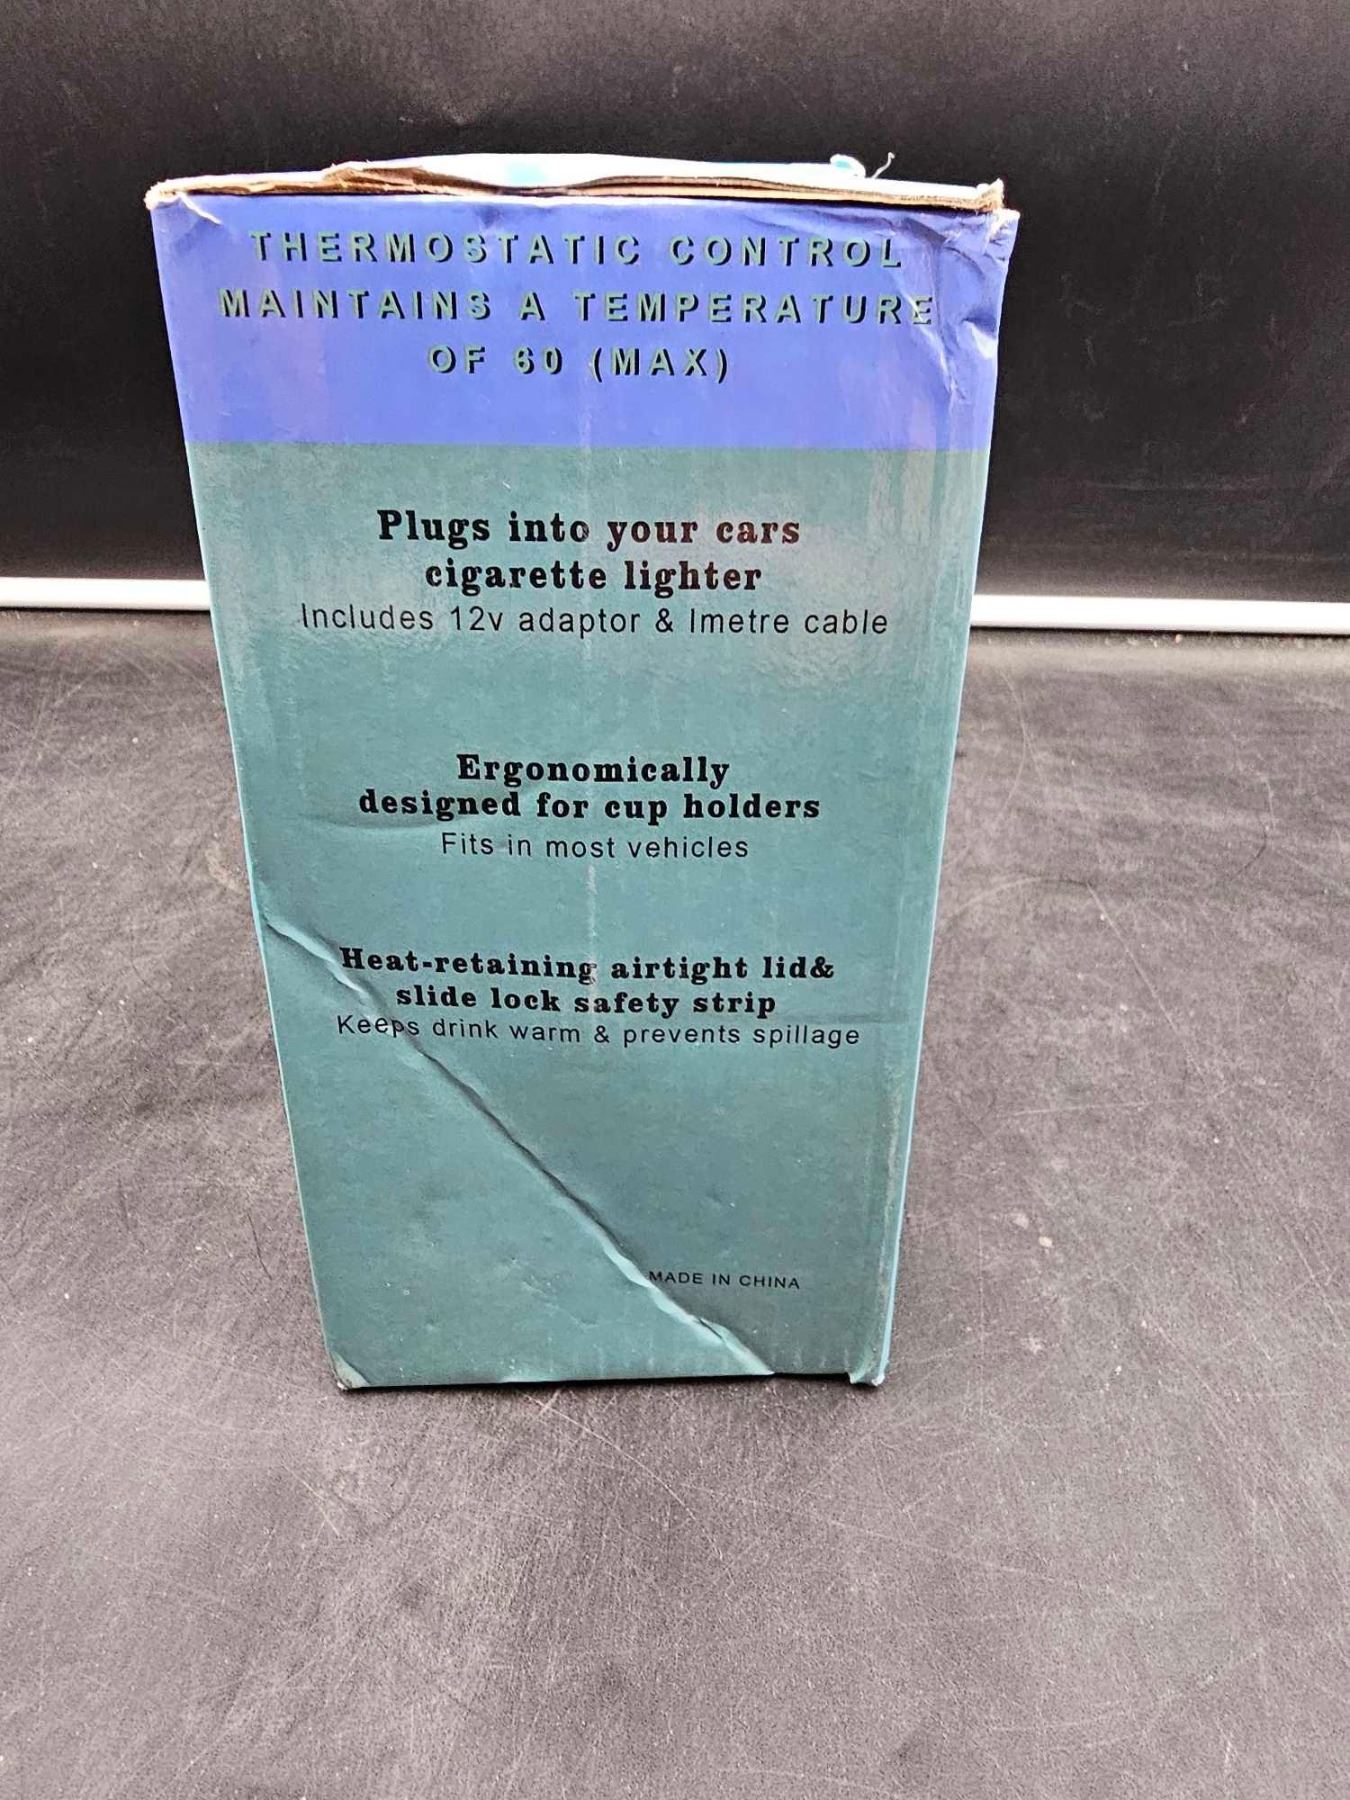 THERMOSTATIC CONTROL
MAINTAINS A TEMPERATURE
OF 60 (MAX)
Plugs into your cars
cigarette lighter
Includes 12v adaptor & lmetre cable
Ergonomically
designed for cup holders
Fits in most vehicles
Heat-retaining airtight lid&
slide lock safety strip
Keeps drink warm & prevents spillage
MADE IN CHINA